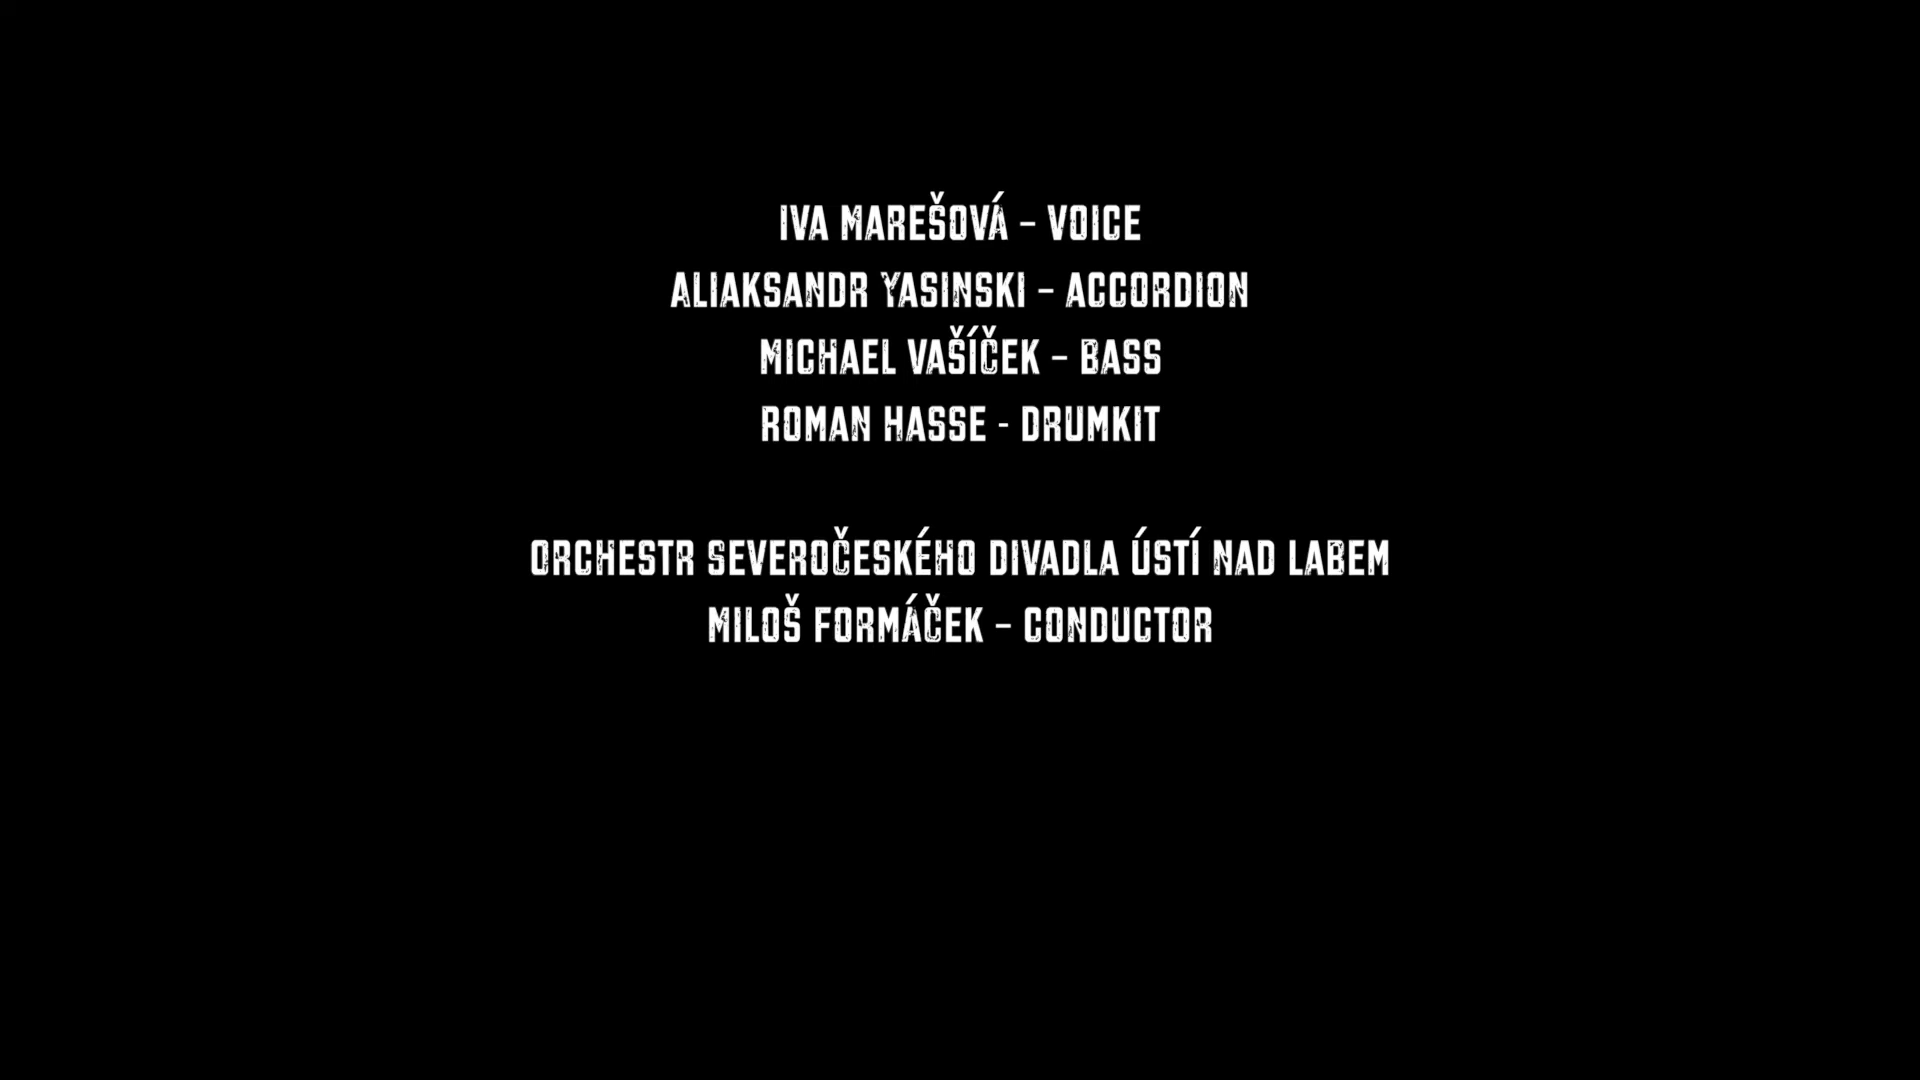 IVA MAREŠOVÁ – VOICE
ALIAKSANDR YASINSKI – ACCORDION
MICHAEL VAŠÍČEK – BASS
ROMAN HASSE - DRUMKIT
ORCHESTR SEVEROČESKÉHO DIVADLA ÚSTÍ NAD LABEM
MILOŠ FORMÁČEK – CONDUCTOR